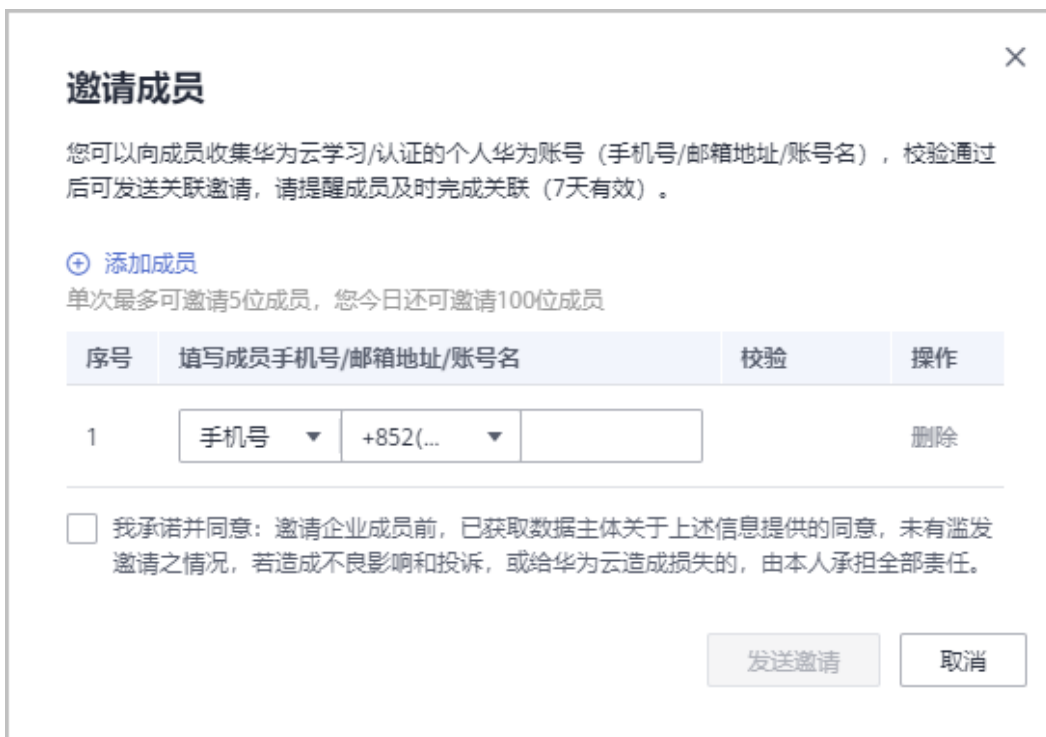 邀请成员
您可以向成员收集华为云学习/认证的个人华为账号（手机号/邮箱地址/账号名），校验通过
后可发送关联邀请，请提醒成员及时完成关联（7天有效）。
添加成员
单次最多可邀请5位成员，您今日还可邀请100位成员
序号 填写成员手机号/邮箱地址/账号名 校验 操作
1 手机号 +852(... 删除
我承诺并同意：邀请企业成员前，已获取数据主体关于上述信息提供的同意，未有滥发
邀请之情况，若造成不良影响和投诉，或给华为云造成损失的，由本人承担全部责任。
发送邀请 取消